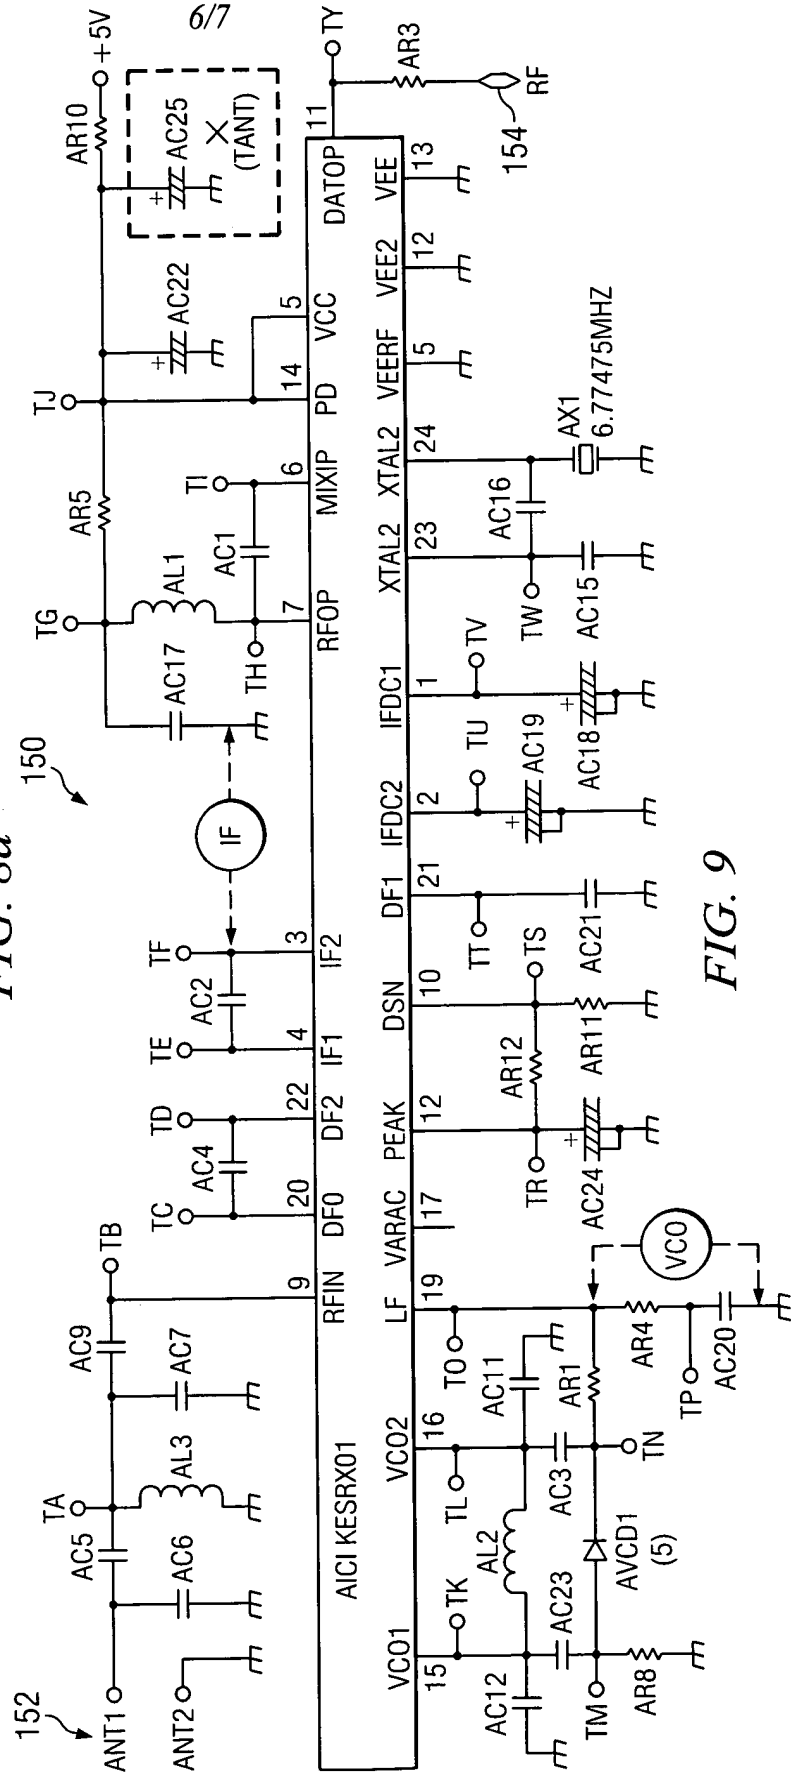 6/7
FIG. 8a
150
152
ANT1
ANT2
AC5
AC6
TA
AL3
AC7
AC9
TB
TC
AC4
TD
TE
AC2
TF
IF
AC17
TG
AL1
TH
AC1
TI
AR5
TJ
AC22
+
AR10
+5V
AC25
+
X
(TANT)
TY
AR3
RF
154
9
20
22
4
3
7
6
14
5
11
RFIN
DF0
DF2
IF1
IF2
RFOP
MIXIP
PD
VCC
DATOP
AICI KESRX01
VCO1
VCO2
LF
VARAC
PEAK
DSN
DF1
IFDC2
IFDC1
XTAL2
XTAL2
VEERF
VEE2
VEE
15
16
19
17
12
10
21
2
1
23
24
5
12
13
AC12
TK
AL2
TL
AC11
TO
AC23
AC3
AR1
TM
AR8
AVCD1
(5)
TN
AR4
TP
AC20
VCO
TR
AC24
+
AR12
AR11
TS
TT
AC21
TU
AC19
+
TV
AC18
+
TW
AC15
AC16
AX1
6.77475MHZ
FIG. 9